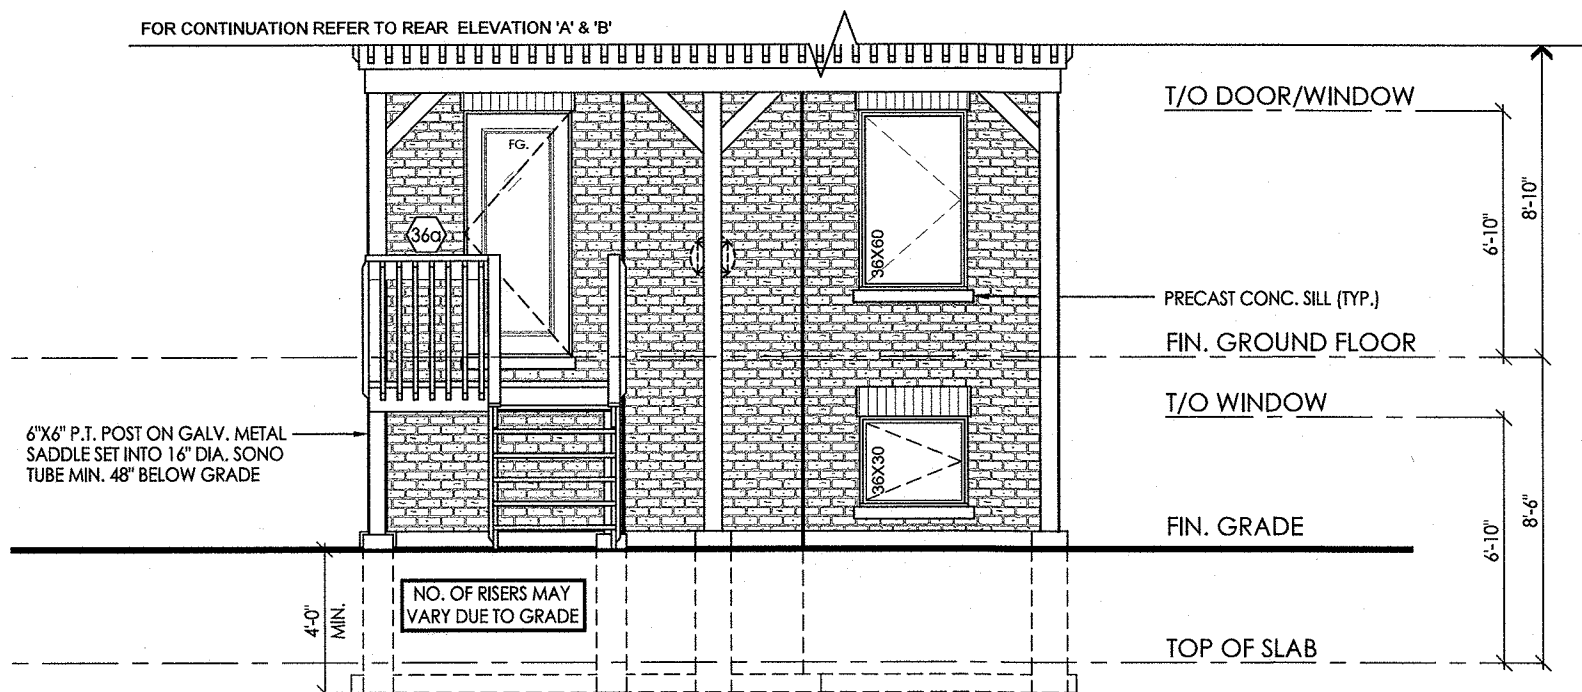 FOR CONTINUATION REFER TO REAR ELEVATION 'A' & 'B'
T/O DOOR/WINDOW
FG.
36a
36X60
6'-10"
8'-10"
PRECAST CONC. SILL (TYP.)
FIN. GROUND FLOOR
T/O WINDOW
6"X6" P.T. POST ON GALV. METAL
SADDLE SET INTO 16" DIA. SONO
TUBE MIN. 48" BELOW GRADE
36X30
FIN. GRADE
6'-10"
8'-6"
NO. OF RISERS MAY
VARY DUE TO GRADE
4'-0"
MIN.
TOP OF SLAB